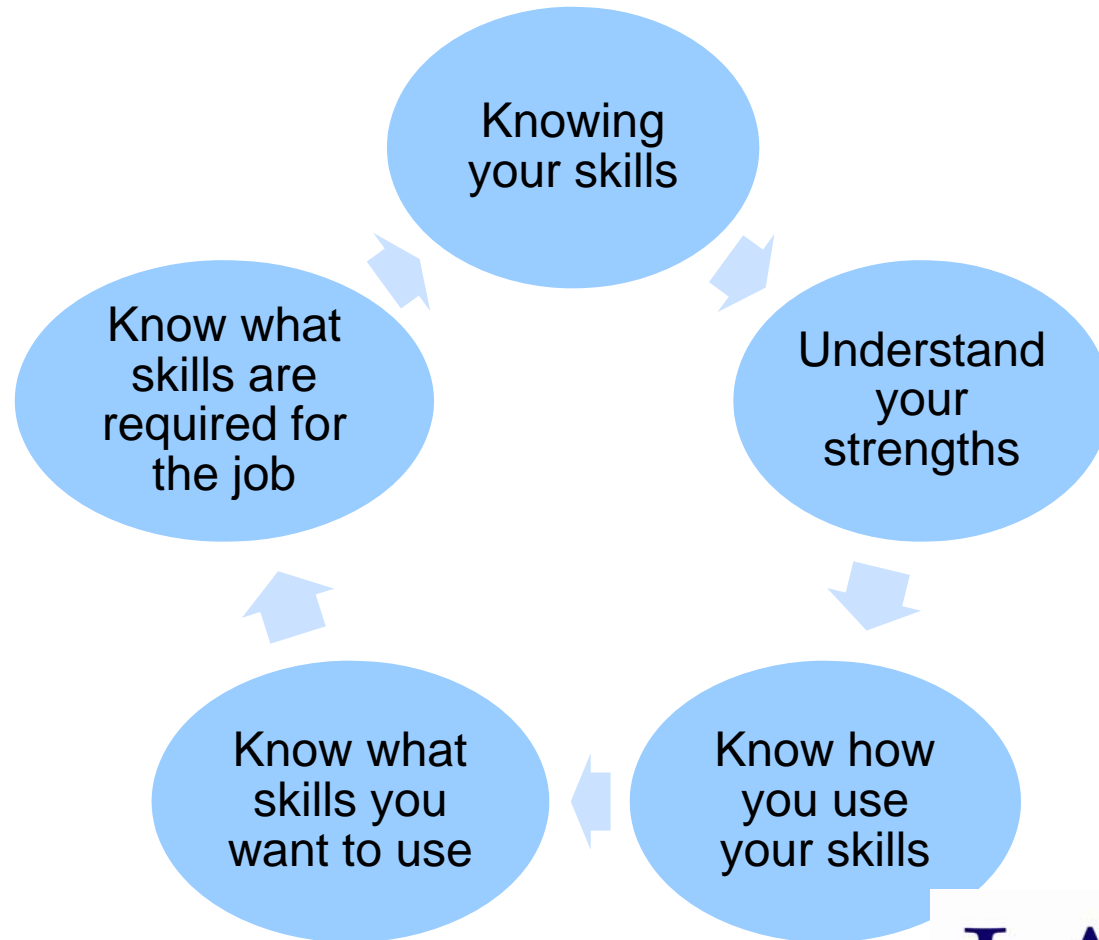 Knowing
your skills
Understand
your
strengths
Know how
you use
your skills
Know what
skills you
want to use
Know what
skills are
required for
the job